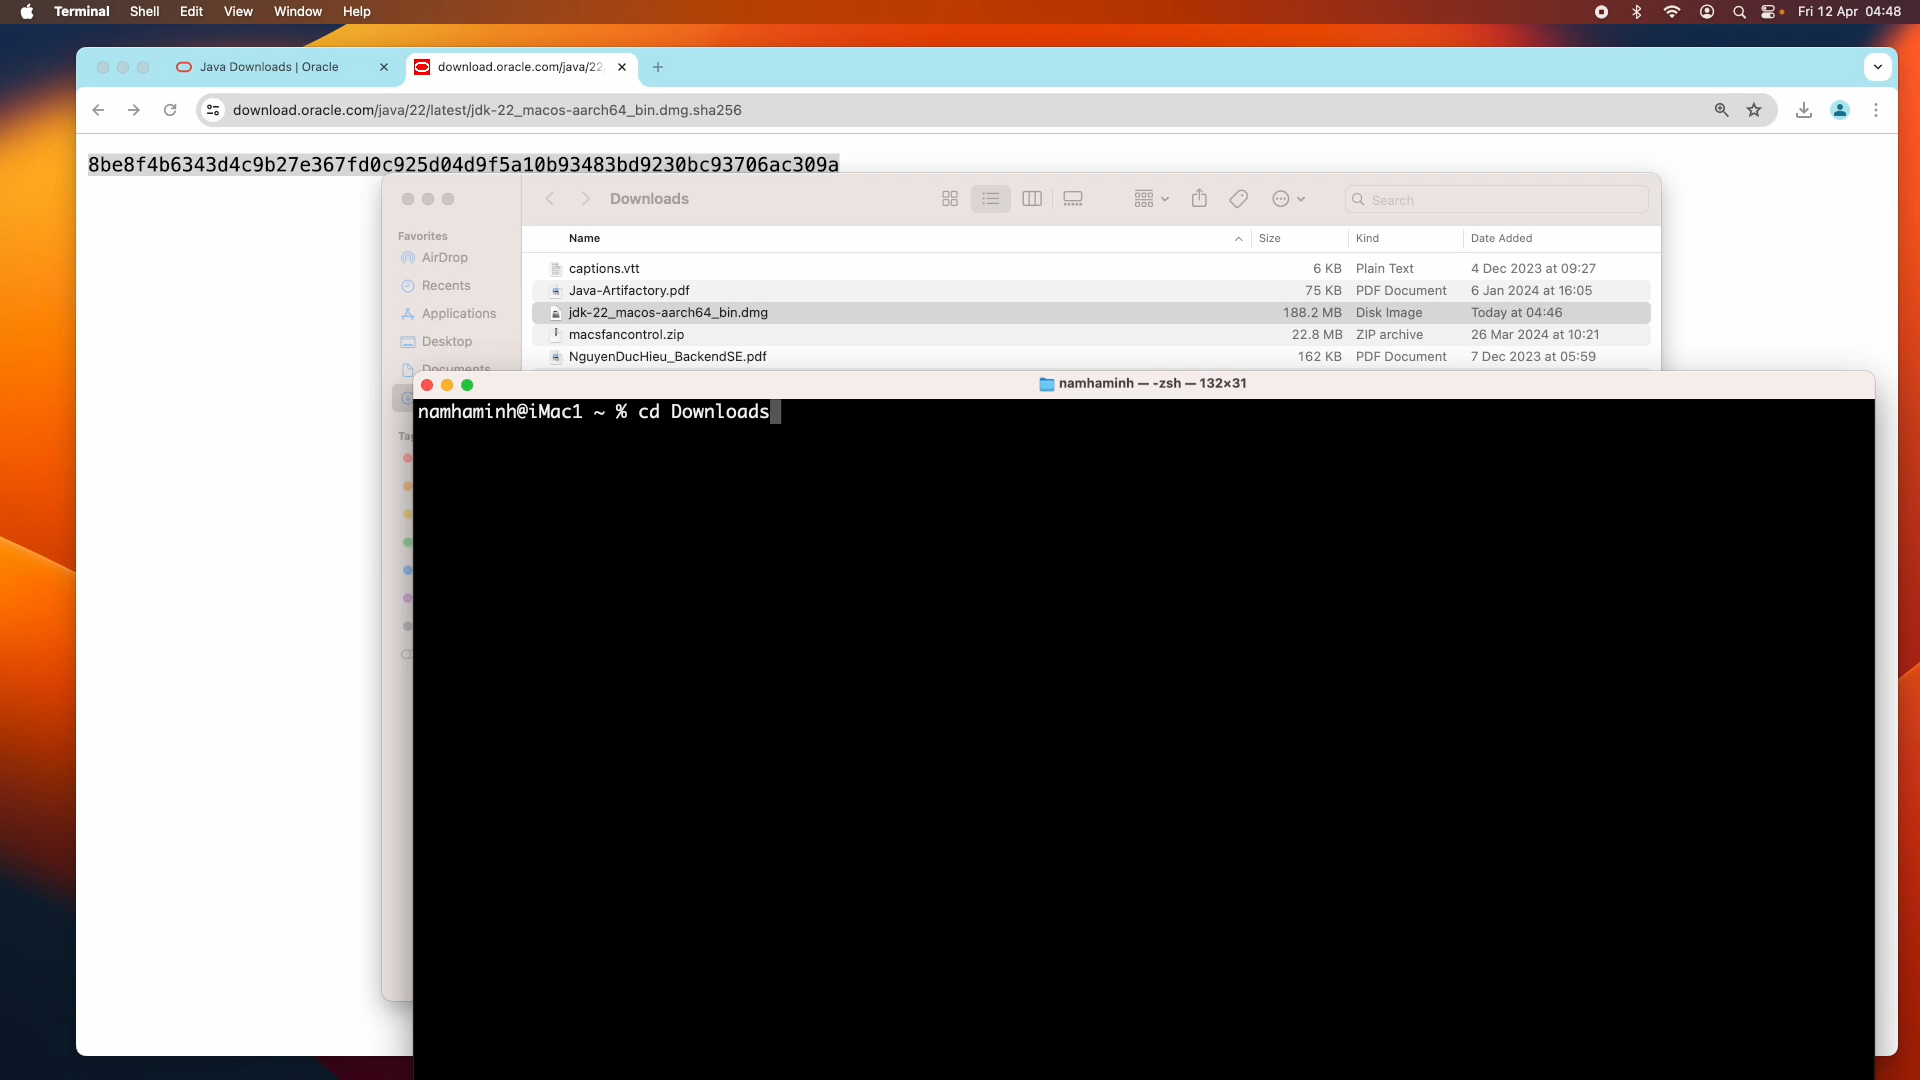 Terminal Shell Edit View Window Help Fri 12 Apr 04:48
Java Downloads | Oracle download.oracle.com/java/22
download.oracle.com/java/22/latest/jdk-22_macos-aarch64_bin.dmg.sha256
8be8f4b6343d4c9b27e367fd0c925d04d9f5a10b93483bd9230bc93706ac309a
Downloads Search
Favorites
AirDrop
Recents
Applications
Desktop
Documents
Tag
Name Size Kind Date Added
captions.vtt 6 KB Plain Text 4 Dec 2023 at 09:27
Java-Artifactory.pdf 75 KB PDF Document 6 Jan 2024 at 16:05
jdk-22_macos-aarch64_bin.dmg 188.2 MB Disk Image Today at 04:46
macsfancontrol.zip 22.8 MB ZIP archive 26 Mar 2024 at 10:21
NguyenDucHieu_BackendSE.pdf 162 KB PDF Document 7 Dec 2023 at 05:59
namhaminh — -zsh — 132×31
namhaminh@iMac1 ~ % cd Downloads